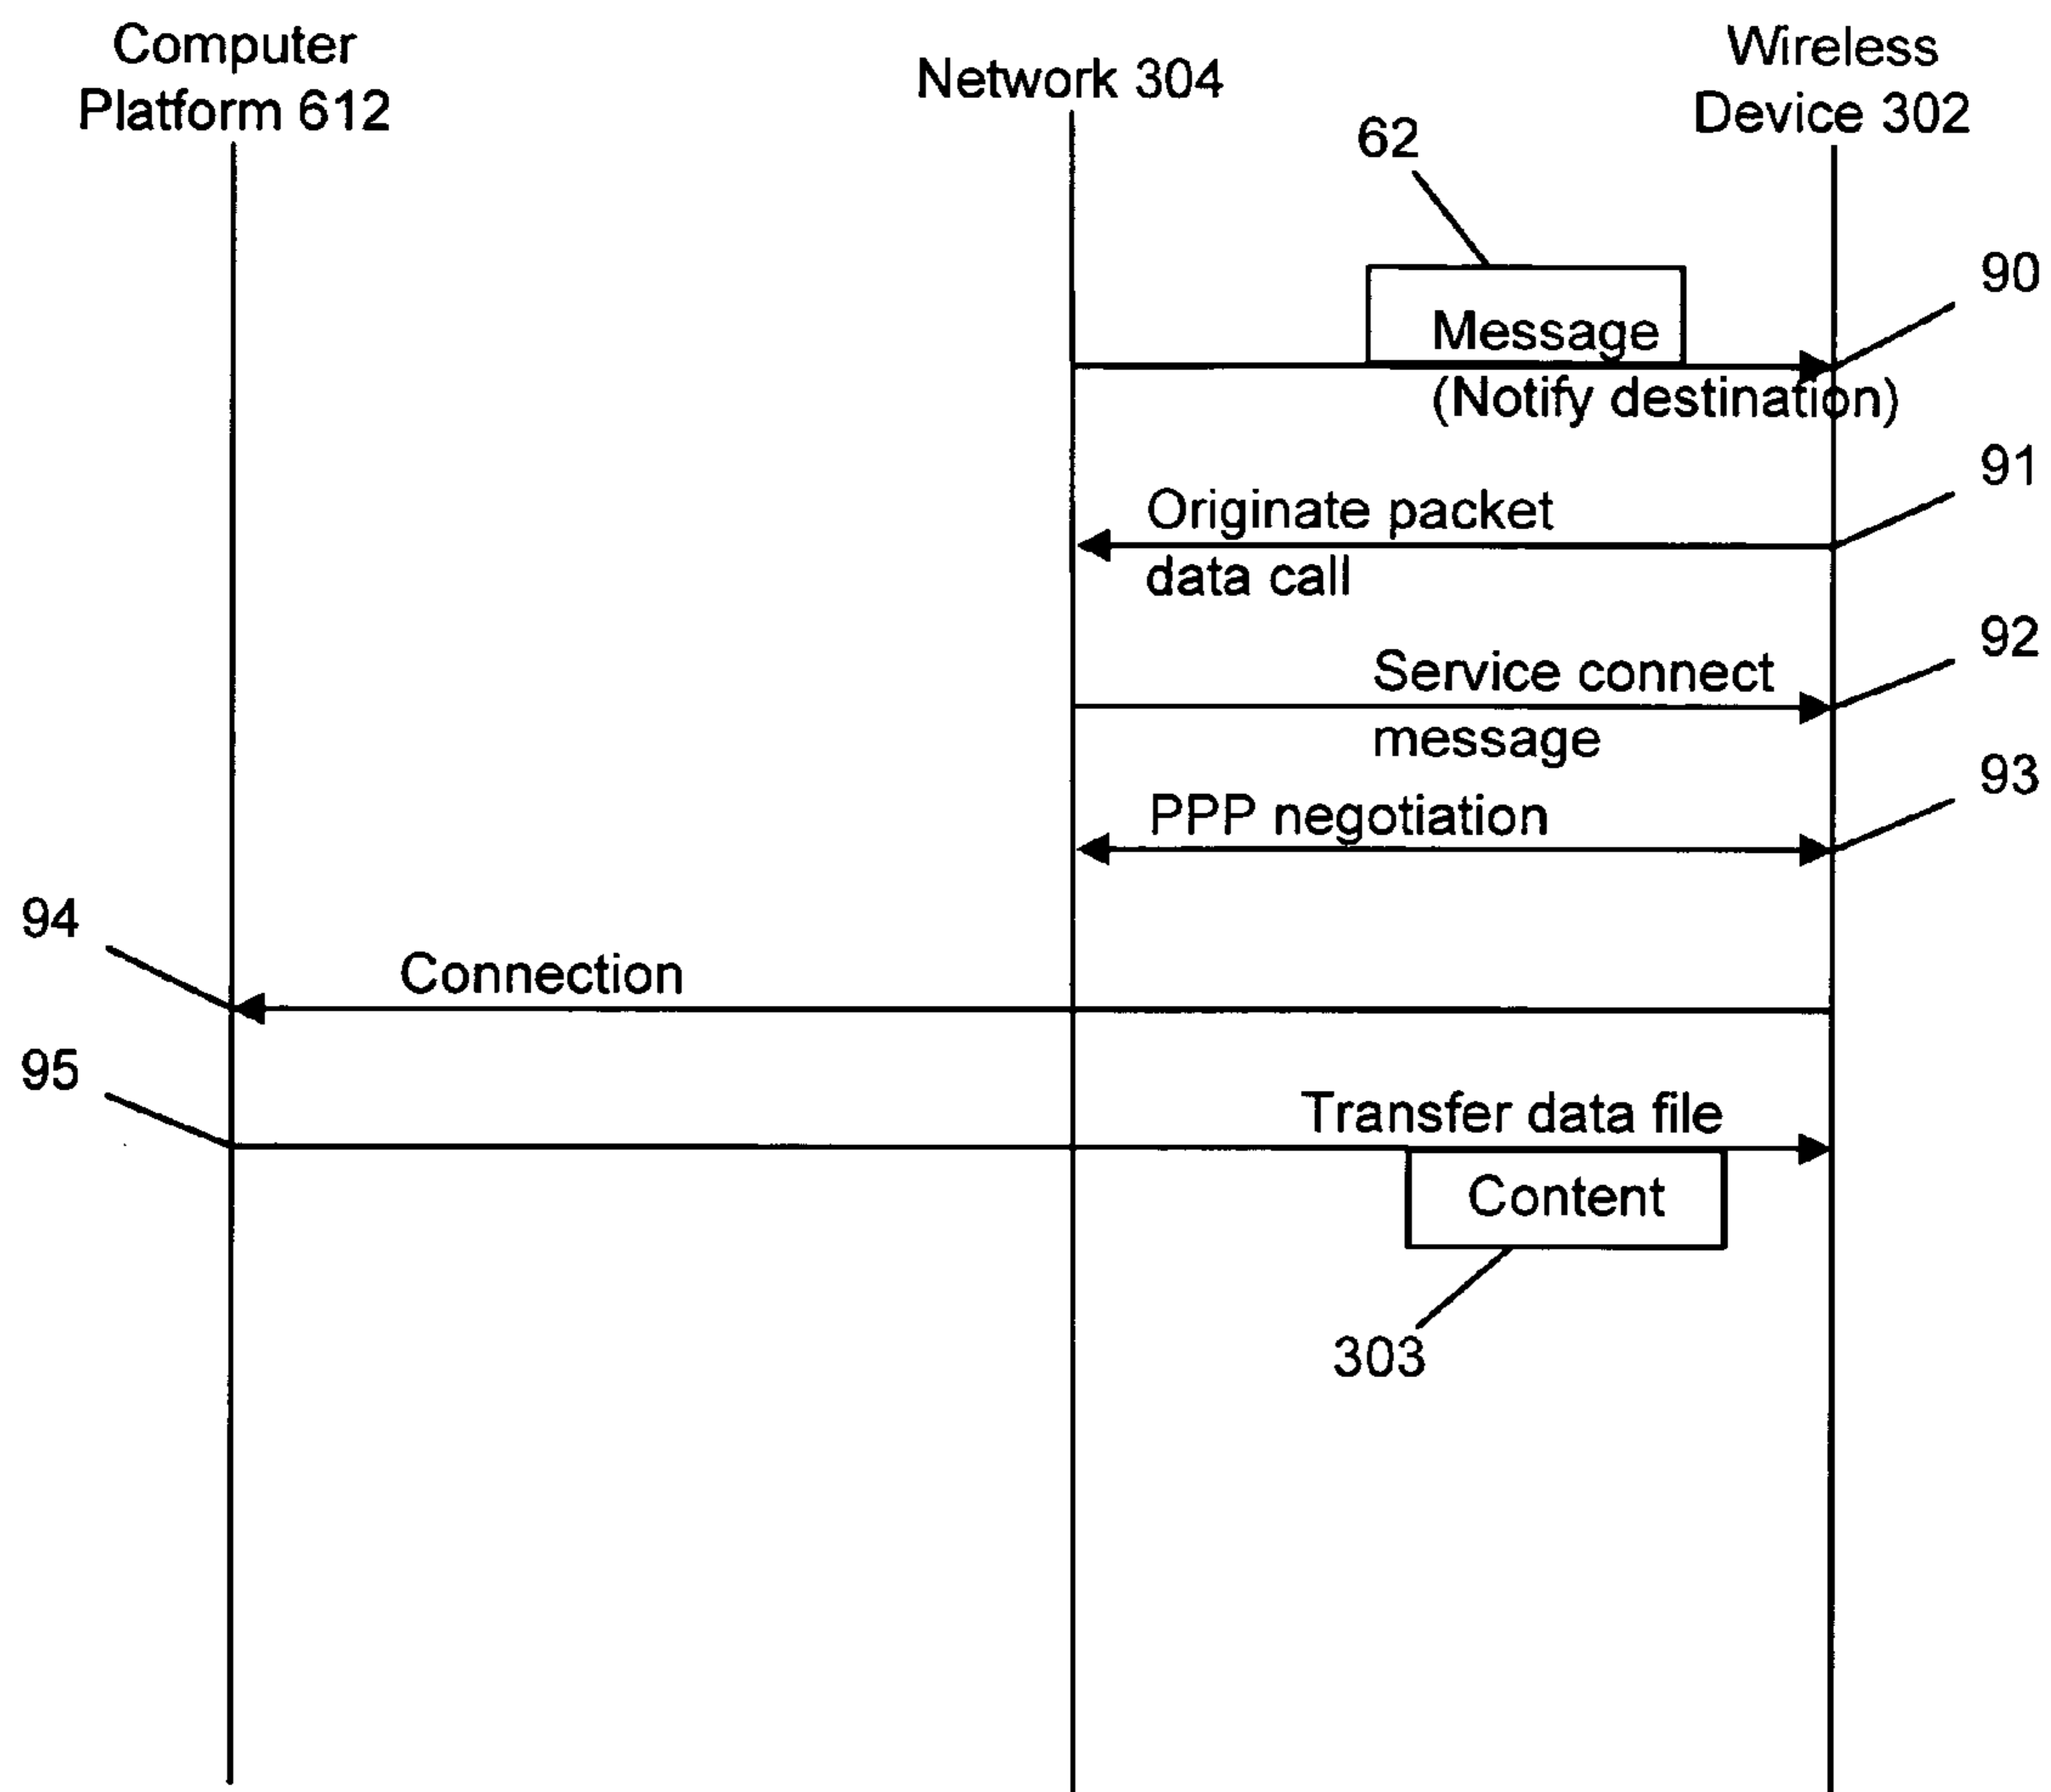 Computer
Platform 612
Network 304
Wireless
Device 302
62
90
Message
(Notify destination)
91
Originate packet
data call
92
Service connect
message
93
PPP negotiation
94
Connection
95
Transfer data file
Content
303